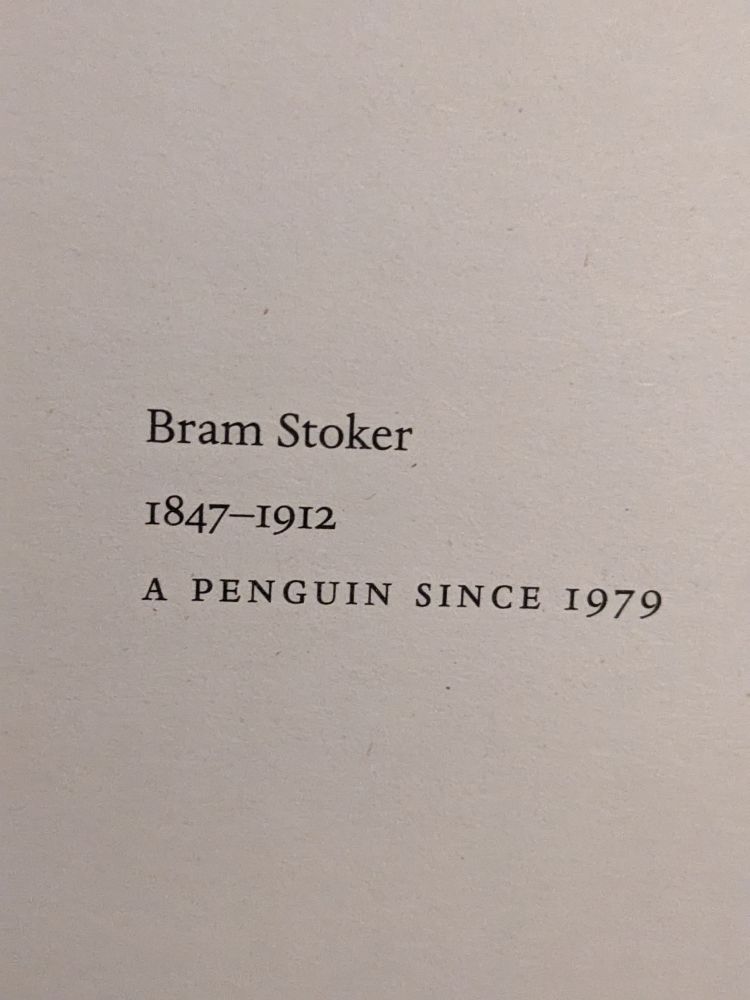 Bram Stoker
1847–1912
A PENGUIN SINCE 1979